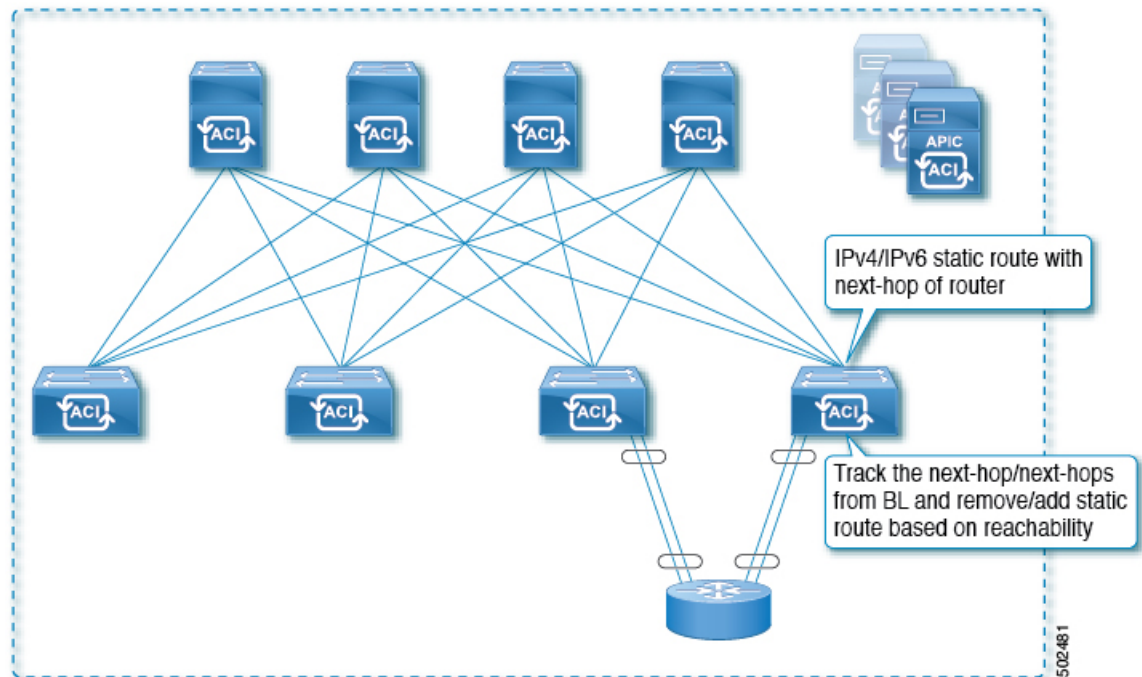 ACI
ACI
ACI
ACI
AP
A
A
A
APIC
ACI
IPv4/IPv6 static route with
next-hop of router
ACI
ACI
ACI
ACI
Track the next-hop/next-hops
from BL and remove/add static
route based on reachability
502481